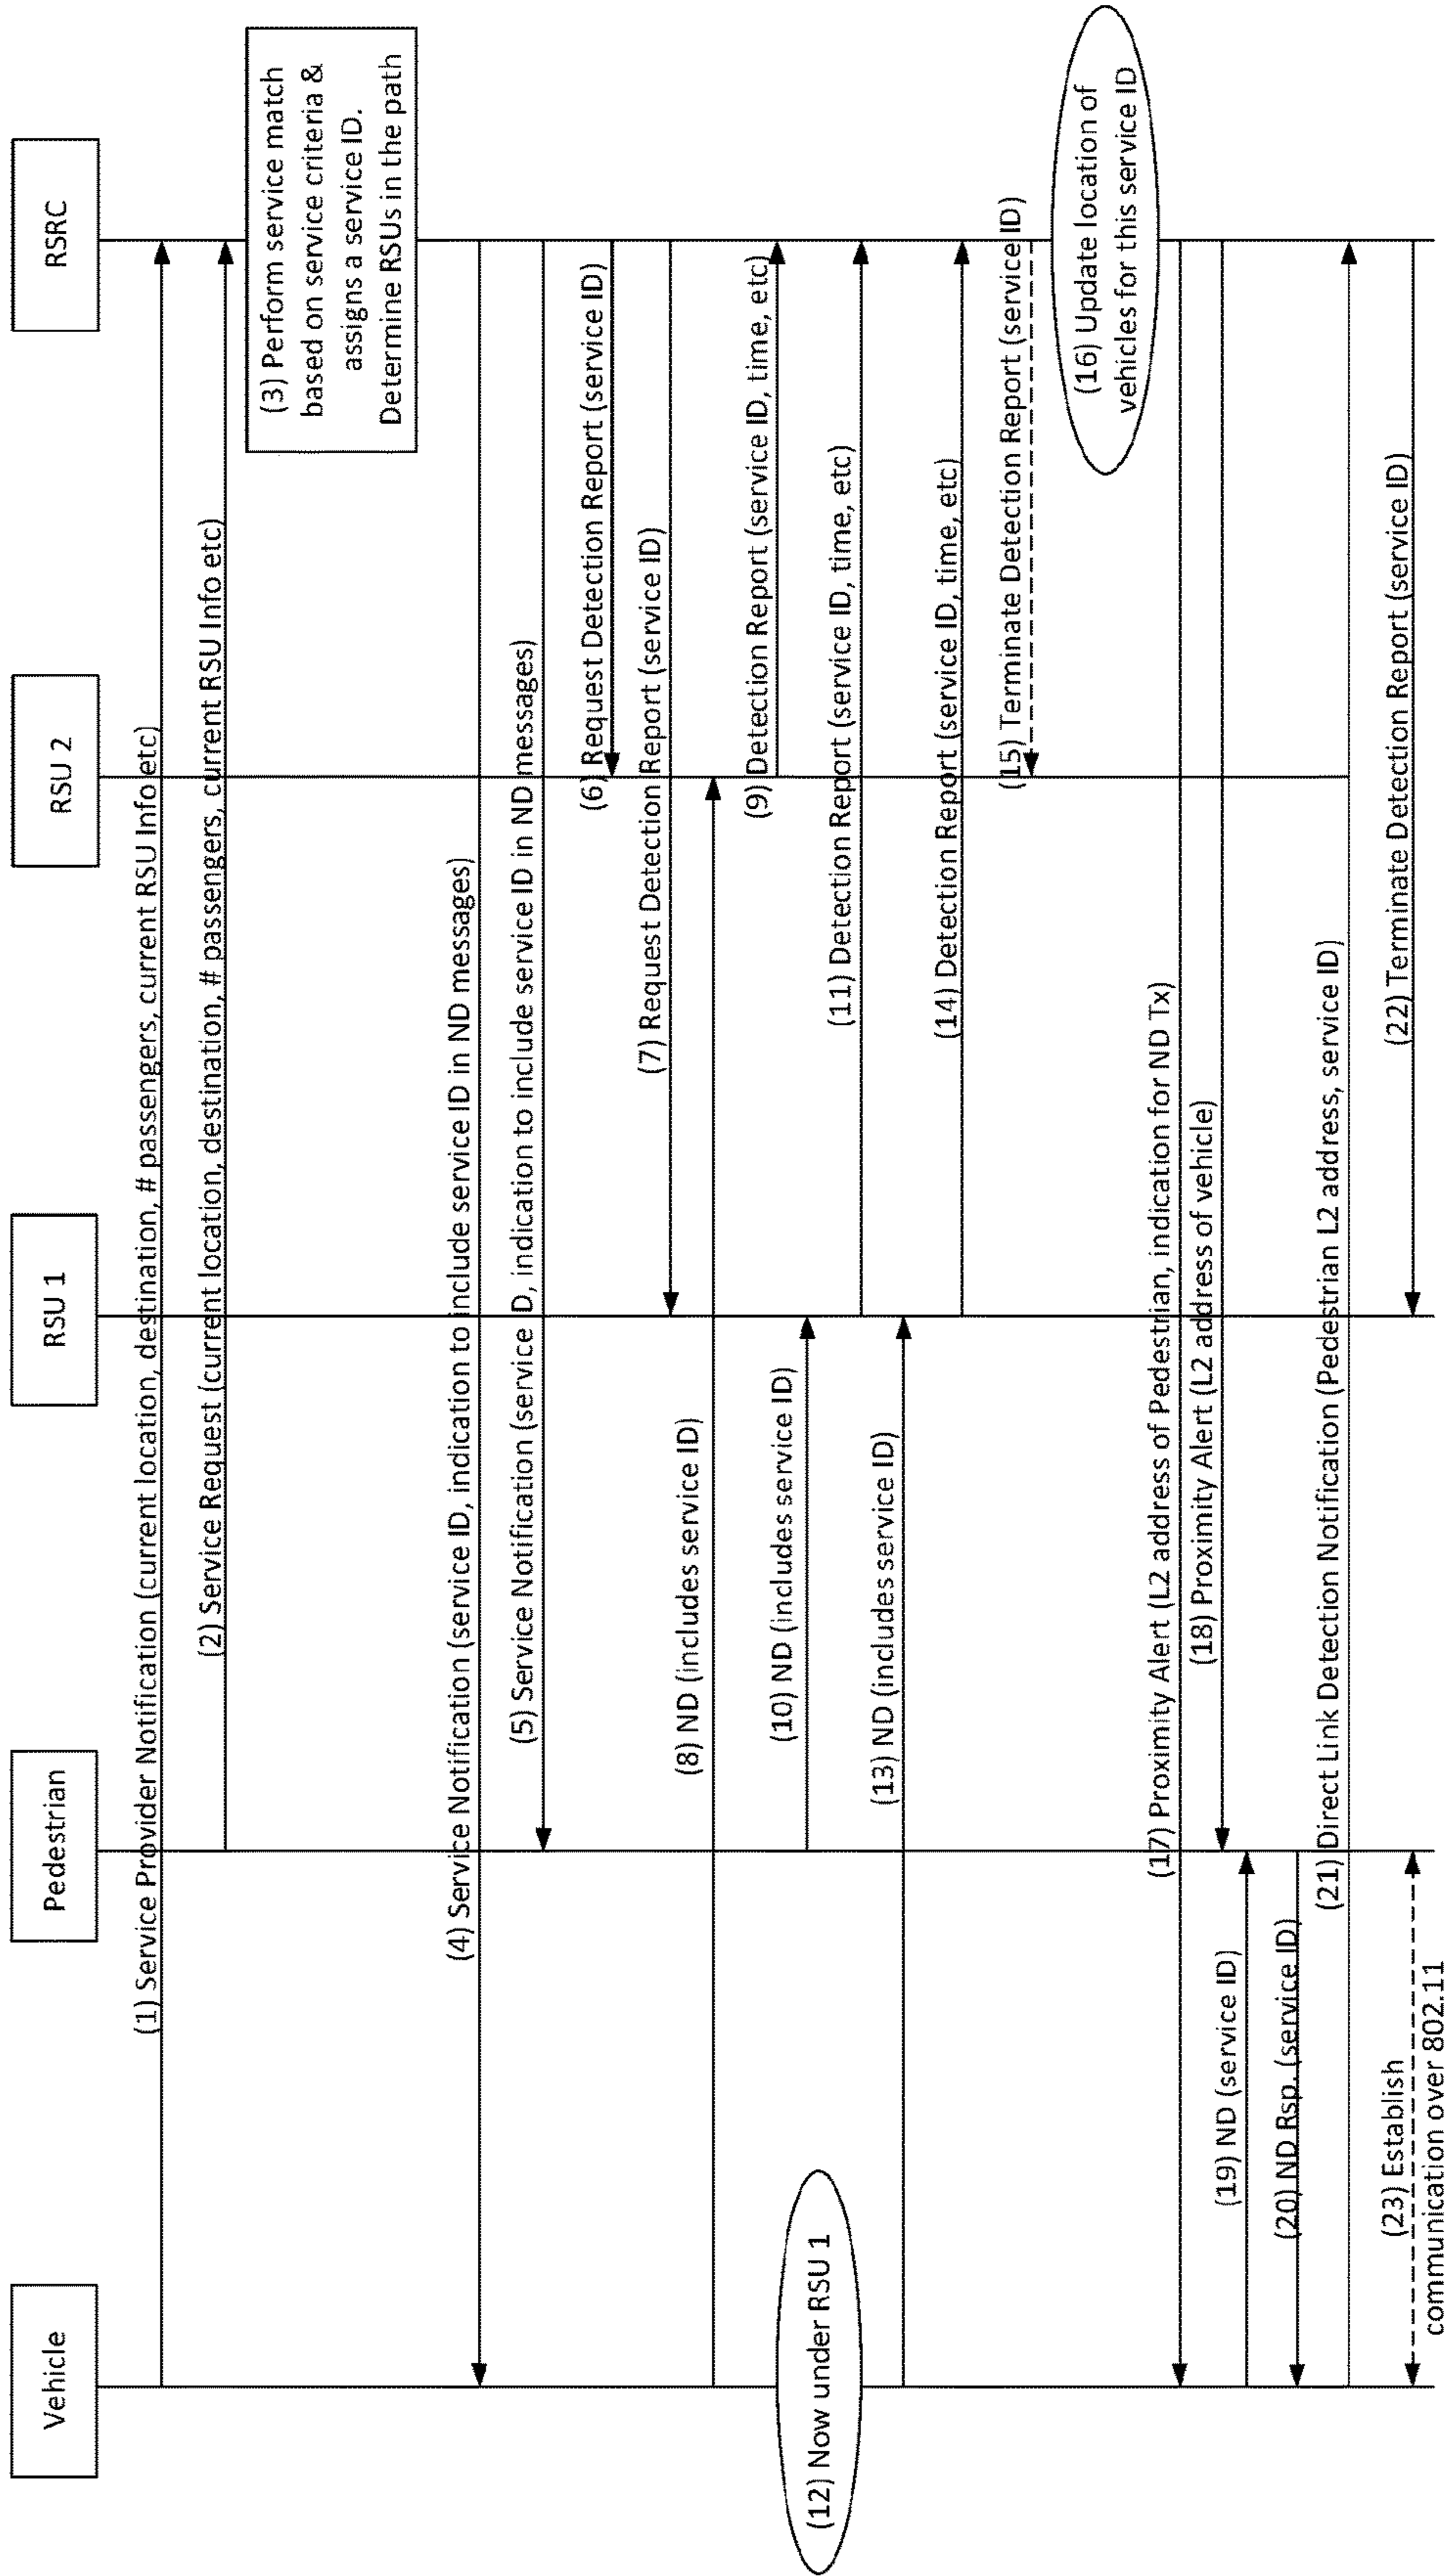 Vehicle
Pedestrian
RSU 1
RSU 2
RSRC
(1) Service Provider Notification (current location, destination, # passengers, current RSU Info etc)
(2) Service Request (current location, destination, # passengers, current RSU Info etc)
(3) Perform service match
based on service criteria &
assigns a service ID.
Determine RSUs in the path
(4) Service Notification (service ID, indication to include service ID in ND messages)
(5) Service Notification (service D, indication to include service ID in ND messages)
(6) Request Detection Report (service ID)
(7) Request Detection Report (service ID)
(8) ND (includes service ID)
(9) Detection Report (service ID, time, etc)
(10) ND (includes service ID)
(11) Detection Report (service ID, time, etc)
(12) Now under RSU 1
(13) ND (includes service ID)
(14) Detection Report (service ID, time, etc)
(15) Terminate Detection Report (service ID)
(16) Update location of
vehicles for this service ID
(17) Proximity Alert (L2 address of Pedestrian, indication for ND Tx)
(18) Proximity Alert (L2 address of vehicle)
(19) ND (service ID)
(20) ND Rsp. (service ID)
(21) Direct Link Detection Notification (Pedestrian L2 address, service ID)
(22) Terminate Detection Report (service ID)
(23) Establish
communication over 802.11